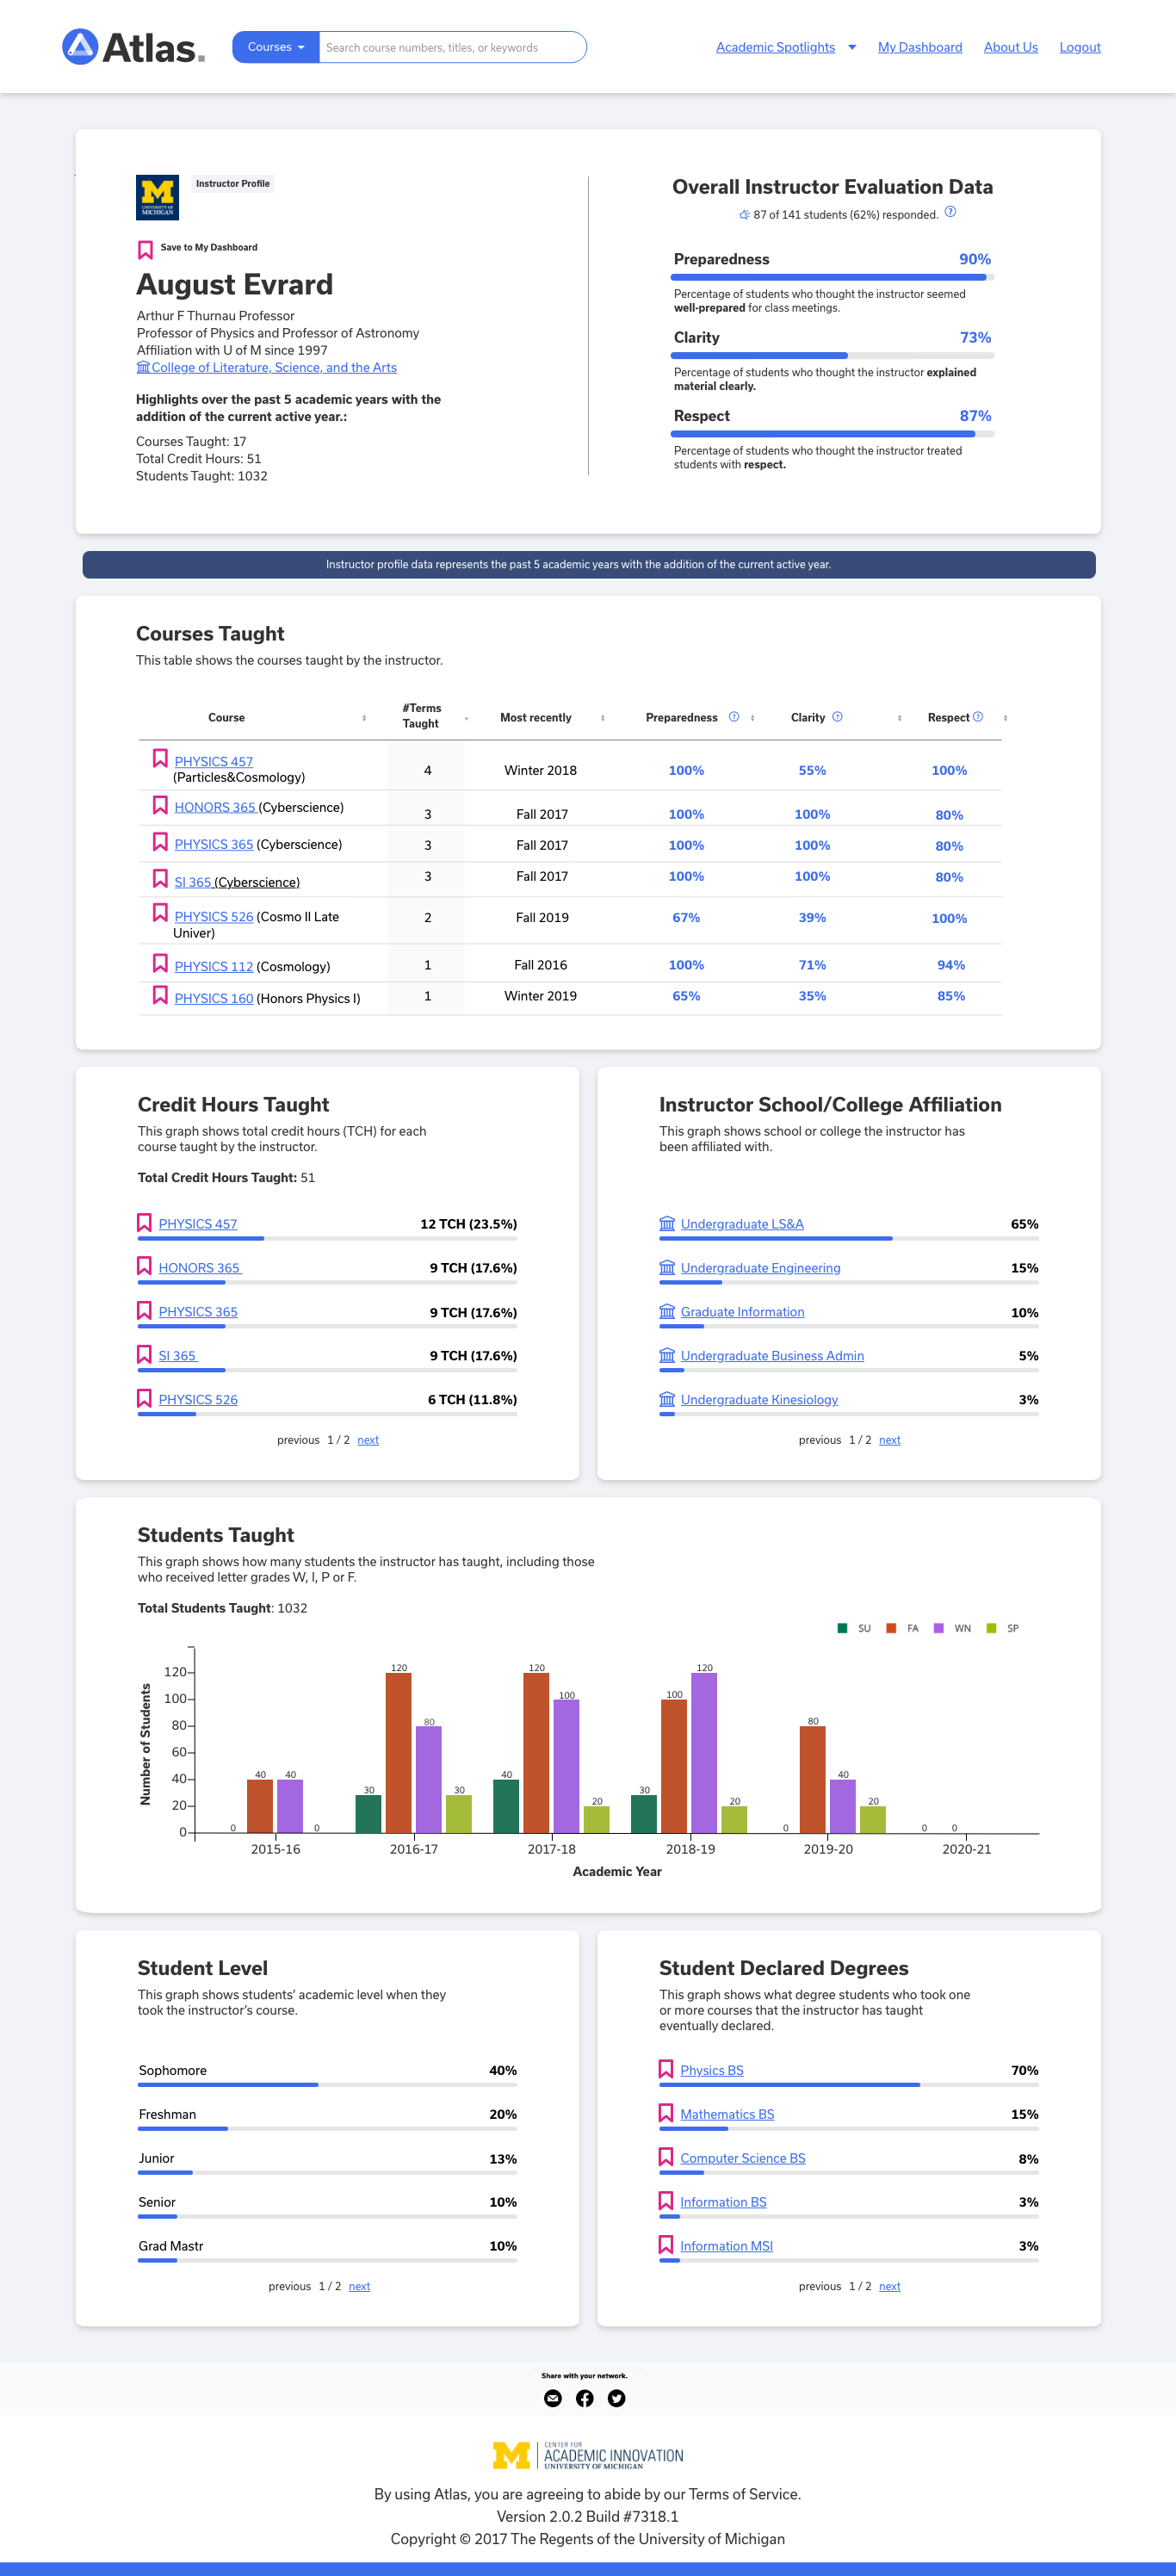 Atlas.
Courses
Search course numbers, titles, or keywords
Academic Spotlights
My Dashboard
About Us
Logout
M
UNIVERSITY OF
MICHIGAN
Instructor Profile
Save to My Dashboard
August Evrard
Arthur F Thurnau Professor
Professor of Physics and Professor of Astronomy
Affiliation with U of M since 1997
College of Literature, Science, and the Arts
Highlights over the past 5 academic years with the
addition of the current active year.:
Courses Taught: 17
Total Credit Hours: 51
Students Taught: 1032
Overall Instructor Evaluation Data
87 of 141 students (62%) responded. ?
Preparedness 90%
Percentage of students who thought the instructor seemed
well-prepared for class meetings.
Clarity 73%
Percentage of students who thought the instructor explained
material clearly.
Respect 87%
Percentage of students who thought the instructor treated
students with respect.
Instructor profile data represents the past 5 academic years with the addition of the current active year.
Courses Taught
This table shows the courses taught by the instructor.
Course #Terms Taught Most recently Preparedness ? Clarity ? Respect ?
PHYSICS 457 (Particles&Cosmology) 4 Winter 2018 100% 55% 100%
HONORS 365 (Cyberscience) 3 Fall 2017 100% 100% 80%
PHYSICS 365 (Cyberscience) 3 Fall 2017 100% 100% 80%
SI 365 (Cyberscience) 3 Fall 2017 100% 100% 80%
PHYSICS 526 (Cosmo II Late Univer) 2 Fall 2019 67% 39% 100%
PHYSICS 112 (Cosmology) 1 Fall 2016 100% 71% 94%
PHYSICS 160 (Honors Physics I) 1 Winter 2019 65% 35% 85%
Credit Hours Taught
This graph shows total credit hours (TCH) for each
course taught by the instructor.
Total Credit Hours Taught: 51
PHYSICS 457 12 TCH (23.5%)
HONORS 365 9 TCH (17.6%)
PHYSICS 365 9 TCH (17.6%)
SI 365 9 TCH (17.6%)
PHYSICS 526 6 TCH (11.8%)
previous 1 / 2 next
Instructor School/College Affiliation
This graph shows school or college the instructor has
been affiliated with.
Undergraduate LS&A 65%
Undergraduate Engineering 15%
Graduate Information 10%
Undergraduate Business Admin 5%
Undergraduate Kinesiology 3%
previous 1 / 2 next
Students Taught
This graph shows how many students the instructor has taught, including those
who received letter grades W, I, P or F.
Total Students Taught: 1032
SU FA WN SP
Number of Students
120
100
80
60
40
20
0
0 40 40 0
30 120 80 30
40 120 100 20
30 100 120 20
0 80 40 20
0 0
2015-16 2016-17 2017-18 2018-19 2019-20 2020-21
Academic Year
Student Level
This graph shows students' academic level when they
took the instructor's course.
Sophomore 40%
Freshman 20%
Junior 13%
Senior 10%
Grad Mastr 10%
previous 1 / 2 next
Student Declared Degrees
This graph shows what degree students who took one
or more courses that the instructor has taught
eventually declared.
Physics BS 70%
Mathematics BS 15%
Computer Science BS 8%
Information BS 3%
Information MSI 3%
previous 1 / 2 next
Share with your network.
M
CENTER FOR
ACADEMIC INNOVATION
UNIVERSITY OF MICHIGAN
By using Atlas, you are agreeing to abide by our Terms of Service.
Version 2.0.2 Build #7318.1
Copyright © 2017 The Regents of the University of Michigan